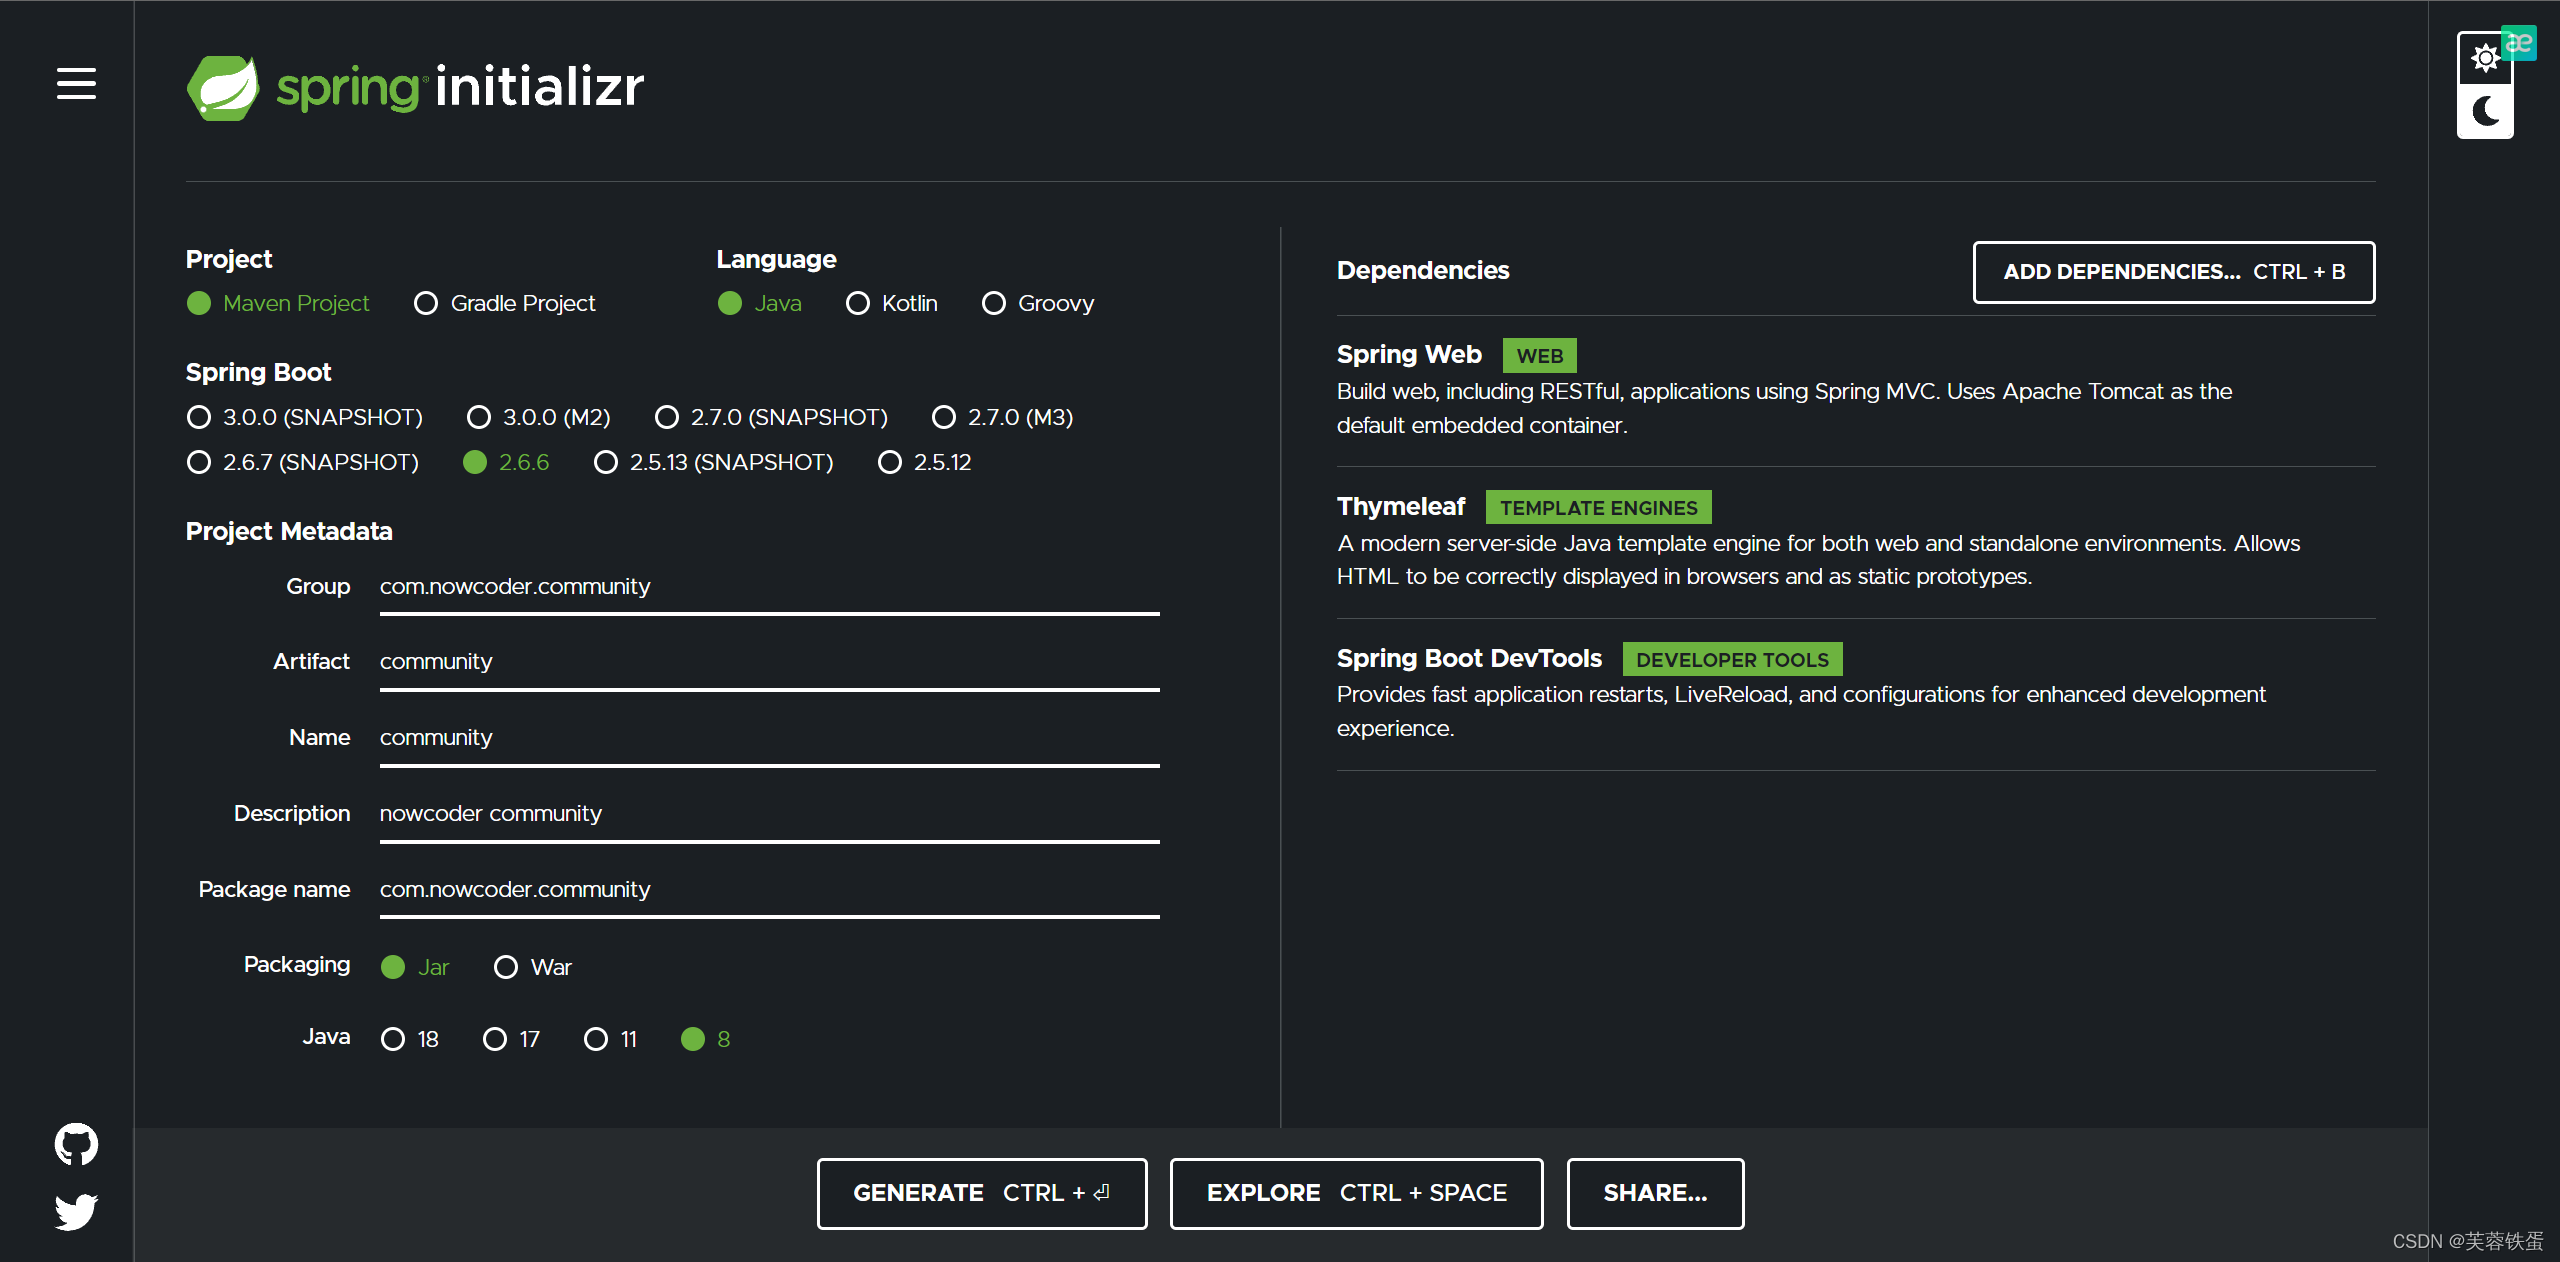 spring initializr
Project
Maven Project Gradle Project
Language
Java Kotlin Groovy
Spring Boot
3.0.0 (SNAPSHOT) 3.0.0 (M2) 2.7.0 (SNAPSHOT) 2.7.0 (M3)
2.6.7 (SNAPSHOT) 2.6.6 2.5.13 (SNAPSHOT) 2.5.12
Project Metadata
Group com.nowcoder.community
Artifact community
Name community
Description nowcoder community
Package name com.nowcoder.community
Packaging Jar War
Java 18 17 11 8
Dependencies
ADD DEPENDENCIES... CTRL + B
Spring Web WEB
Build web, including RESTful, applications using Spring MVC. Uses Apache Tomcat as the
default embedded container.
Thymeleaf TEMPLATE ENGINES
A modern server-side Java template engine for both web and standalone environments. Allows
HTML to be correctly displayed in browsers and as static prototypes.
Spring Boot DevTools DEVELOPER TOOLS
Provides fast application restarts, LiveReload, and configurations for enhanced development
experience.
GENERATE CTRL + ⏎
EXPLORE CTRL + SPACE
SHARE...
æ
CSDN @芙蓉铁蛋